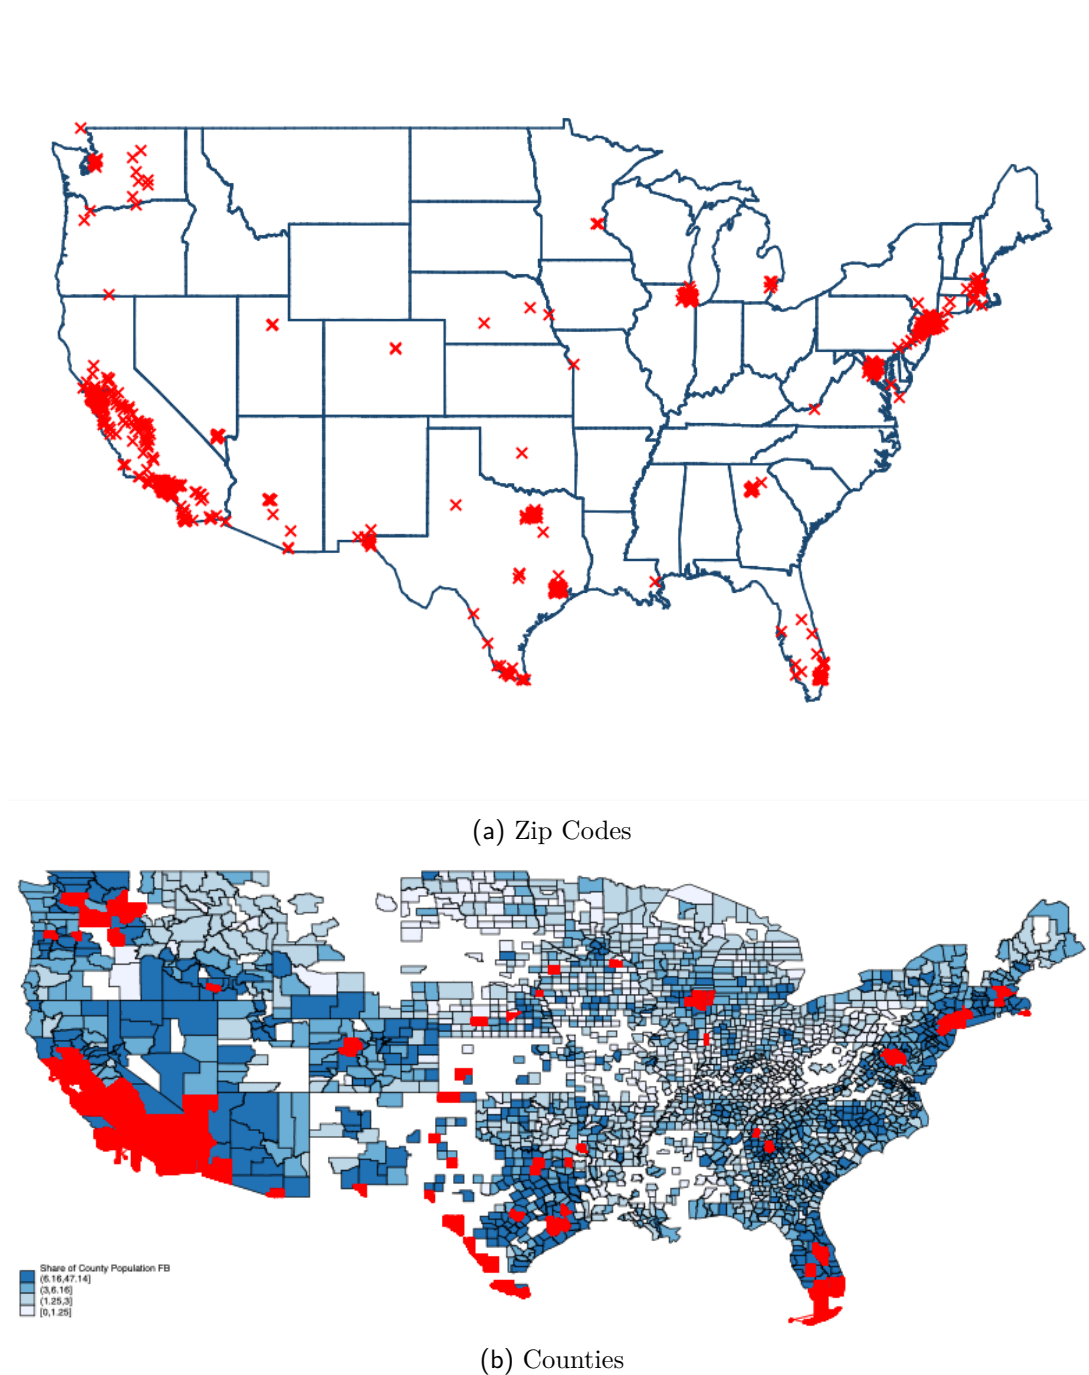 (a) Zip Codes
Share of County Population FB
(6.16,47.14]
(3,6.16]
(1.25,3]
[0,1.25]
(b) Counties